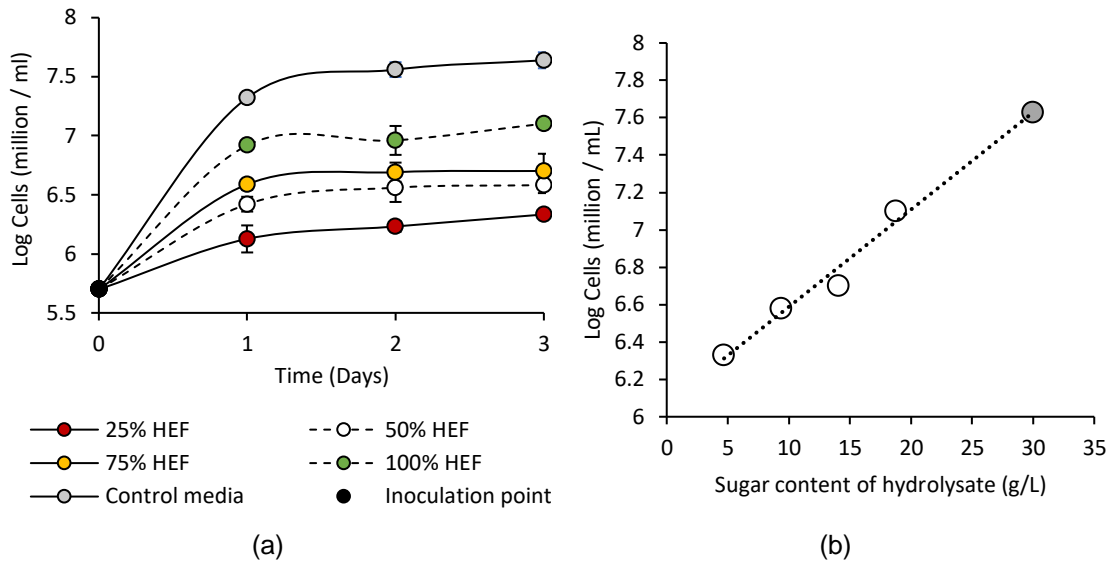 Log Cells (million / ml)
8
7.5
7
6.5
6
5.5
0
1
2
3
Time (Days)
25% HEF
50% HEF
75% HEF
100% HEF
Control media
Inoculation point
(a)
Log Cells (million / mL)
8
7.8
7.6
7.4
7.2
7
6.8
6.6
6.4
6.2
6
0
5
10
15
20
25
30
35
Sugar content of hydrolysate (g/L)
(b)